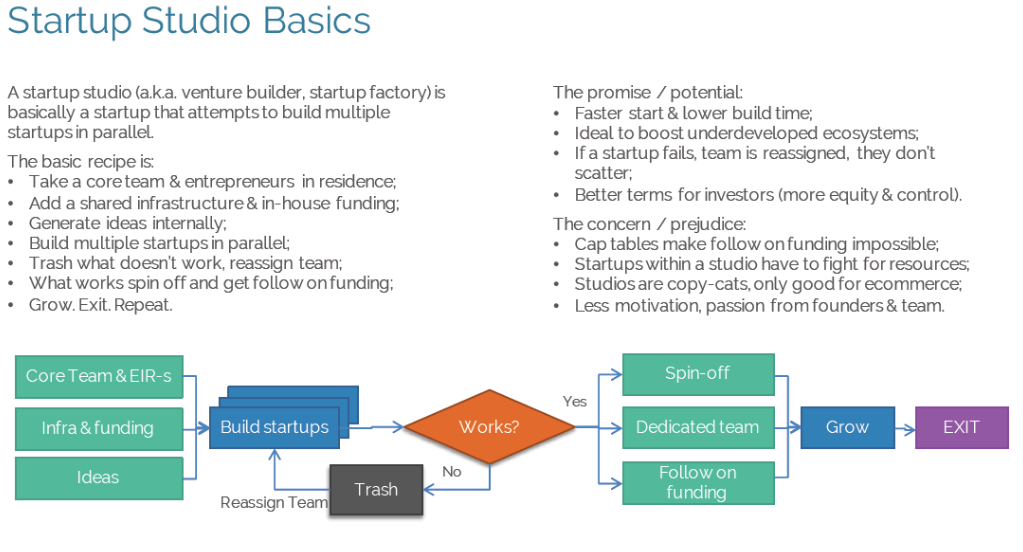 Startup Studio Basics
A startup studio (a.k.a. venture builder, startup factory) is
basically a startup that attempts to build multiple
startups in parallel.
The basic recipe is:
• Take a core team & entrepreneurs in residence;
• Add a shared infrastructure & in-house funding;
• Generate ideas internally;
• Build multiple startups in parallel;
• Trash what doesn't work, reassign team;
• What works spin off and get follow on funding;
• Grow. Exit. Repeat.
The promise / potential:
• Faster start & lower build time;
• Ideal to boost underdeveloped ecosystems;
• If a startup fails, team is reassigned, they don't
scatter;
• Better terms for investors (more equity & control).
The concern / prejudice:
• Cap tables make follow on funding impossible;
• Startups within a studio have to fight for resources;
• Studios are copy-cats, only good for ecommerce;
• Less motivation, passion from founders & team.
Core Team & EIR-s
Infra & funding
Ideas
Build startups
Works?
Yes
No
Trash
Reassign Team
Spin-off
Dedicated team
Follow on
funding
Grow
EXIT